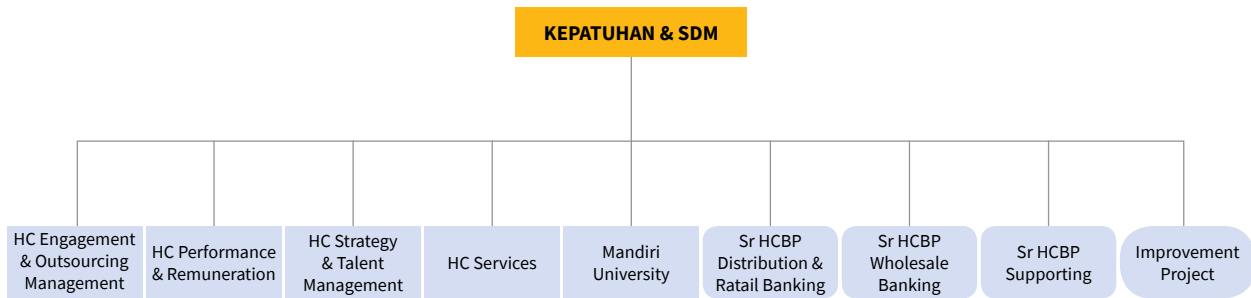 KEPATUHAN & SDM
HC Engagement
& Outsourcing
Management
HC Performance
& Remuneration
HC Strategy
& Talent
Management
HC Services
Mandiri
University
Sr HCBP
Distribution &
Ratail Banking
Sr HCBP
Wholesale
Banking
Sr HCBP
Supporting
Improvement
Project